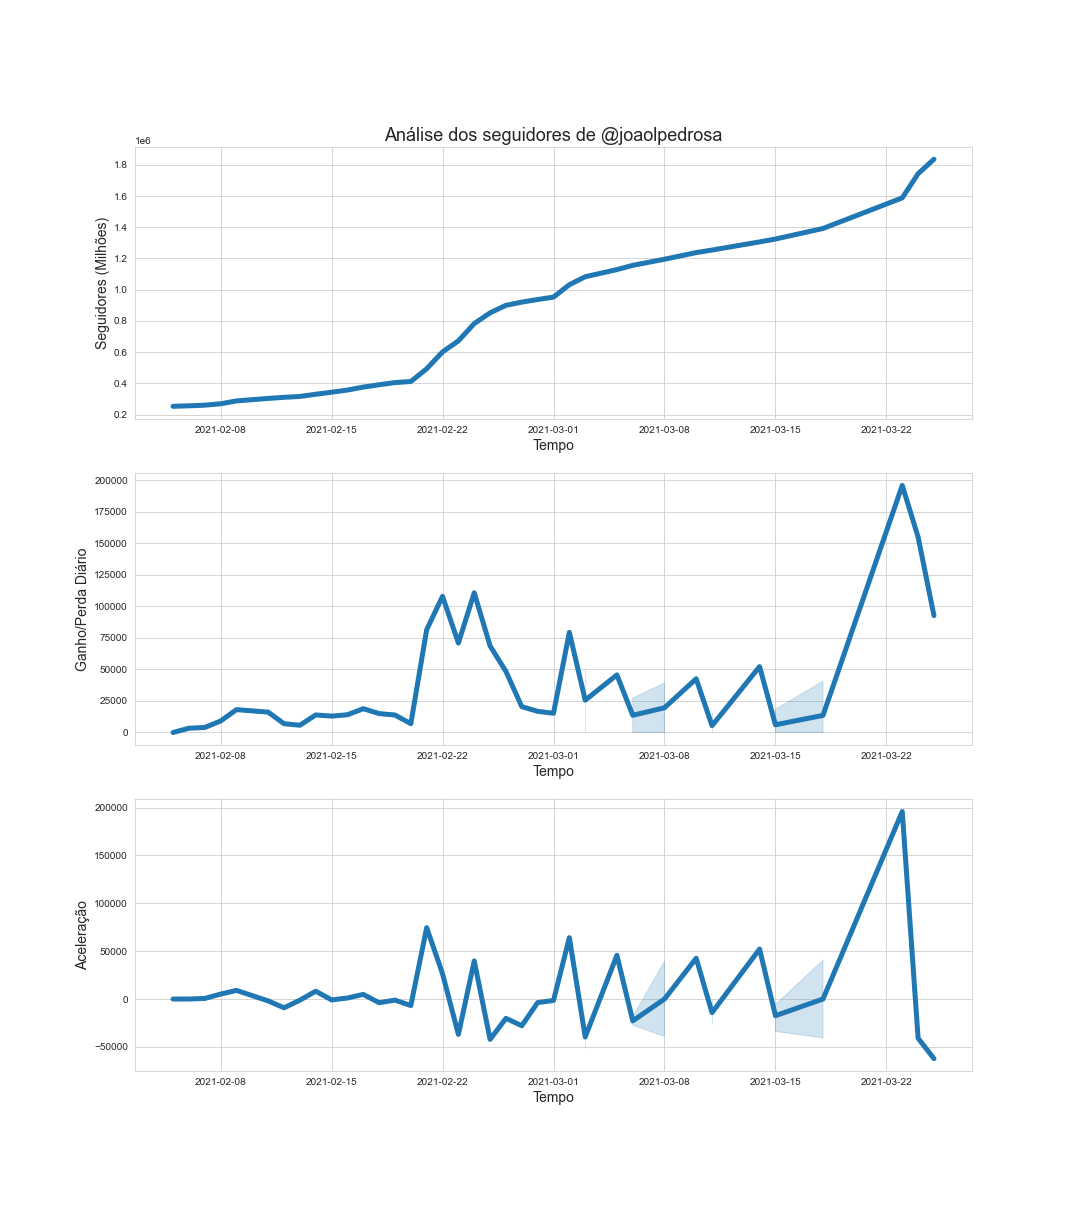 Análise dos seguidores de @joaolpedrosa
1e6
1.8
1.6
1.4
1.2
1.0
0.8
0.6
0.4
0.2
Seguidores (Milhões)
2021-02-08 2021-02-15 2021-02-22 2021-03-01 2021-03-08 2021-03-15 2021-03-22
Tempo
200000
175000
150000
125000
100000
75000
50000
25000
0
Ganho/Perda Diário
2021-02-08 2021-02-15 2021-02-22 2021-03-01 2021-03-08 2021-03-15 2021-03-22
Tempo
200000
150000
100000
50000
0
−50000
Aceleração
2021-02-08 2021-02-15 2021-02-22 2021-03-01 2021-03-08 2021-03-15 2021-03-22
Tempo